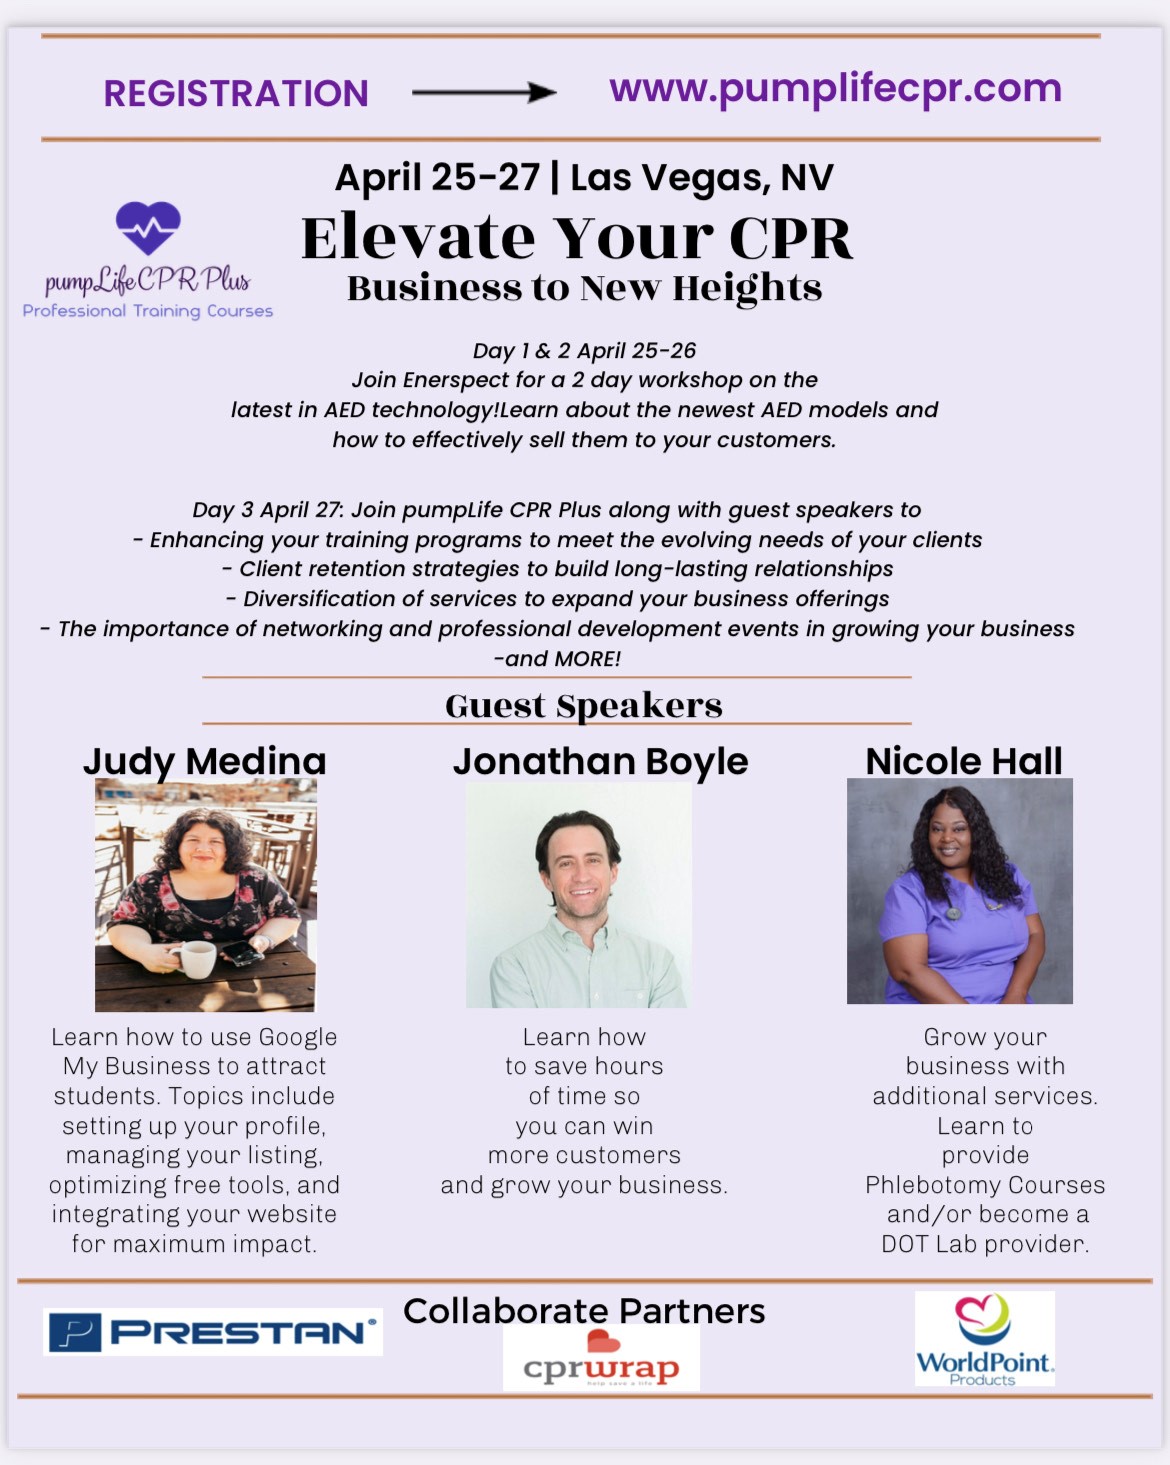 REGISTRATION www.pumplifecpr.com
April 25-27 | Las Vegas, NV
Elevate Your CPR
Business to New Heights
pumpLifeCPR Plus
Professional Training Courses
Day 1 & 2 April 25-26
Join Enerspect for a 2 day workshop on the
latest in AED technology!Learn about the newest AED models and
how to effectively sell them to your customers.
Day 3 April 27: Join pumpLife CPR Plus along with guest speakers to
- Enhancing your training programs to meet the evolving needs of your clients
- Client retention strategies to build long-lasting relationships
- Diversification of services to expand your business offerings
- The importance of networking and professional development events in growing your business
-and MORE!
Guest Speakers
Judy Medina
Learn how to use Google
My Business to attract
students. Topics include
setting up your profile,
managing your listing,
optimizing free tools, and
integrating your website
for maximum impact.
Jonathan Boyle
Learn how
to save hours
of time so
you can win
more customers
and grow your business.
Nicole Hall
Grow your
business with
additional services.
Learn to
provide
Phlebotomy Courses
and/or become a
DOT Lab provider.
Collaborate Partners
PRESTAN®
cprwrap
help save a life
WorldPoint.
Products